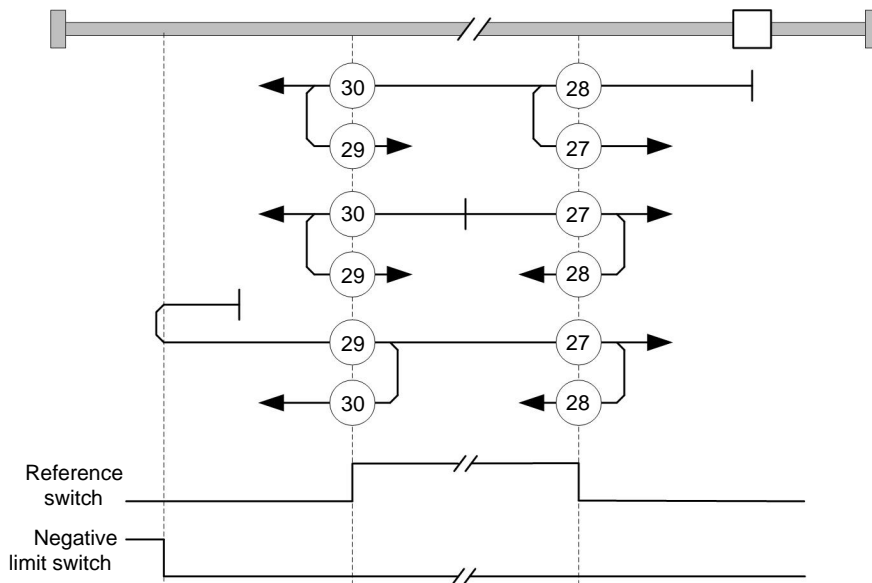 30 28
29 27
30 27
29 28
29 27
30 28
Reference
switch
Negative
limit switch